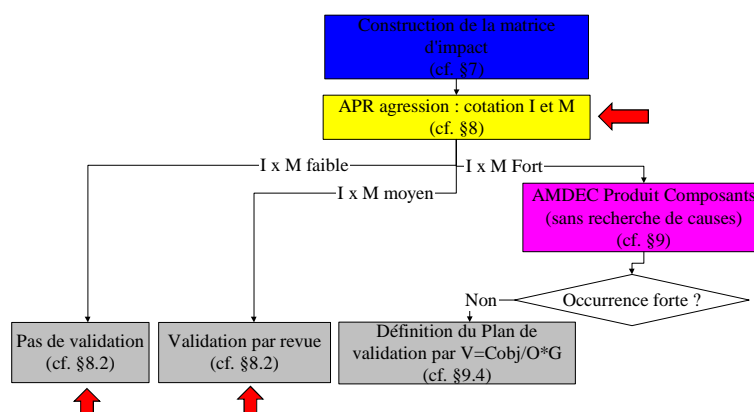 Construction de la matrice
d'impact
(cf. §7)
APR agression : cotation I et M
(cf. §8)
I x M faible
I x M Fort
I x M moyen
AMDEC Produit Composants
(sans recherche de causes)
(cf. §9)
Non
Occurrence forte ?
Pas de validation
(cf. §8.2)
Validation par revue
(cf. §8.2)
Définition du Plan de
validation par V=Cobj/O*G
(cf. §9.4)